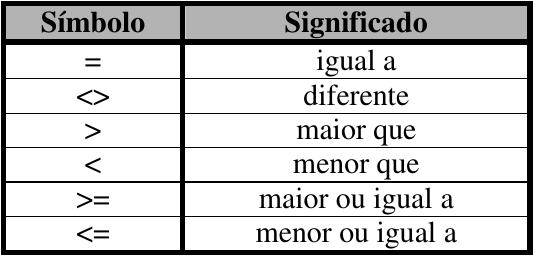 Símbolo Significado
= igual a
<> diferente
> maior que
< menor que
>= maior ou igual a
<= menor ou igual a